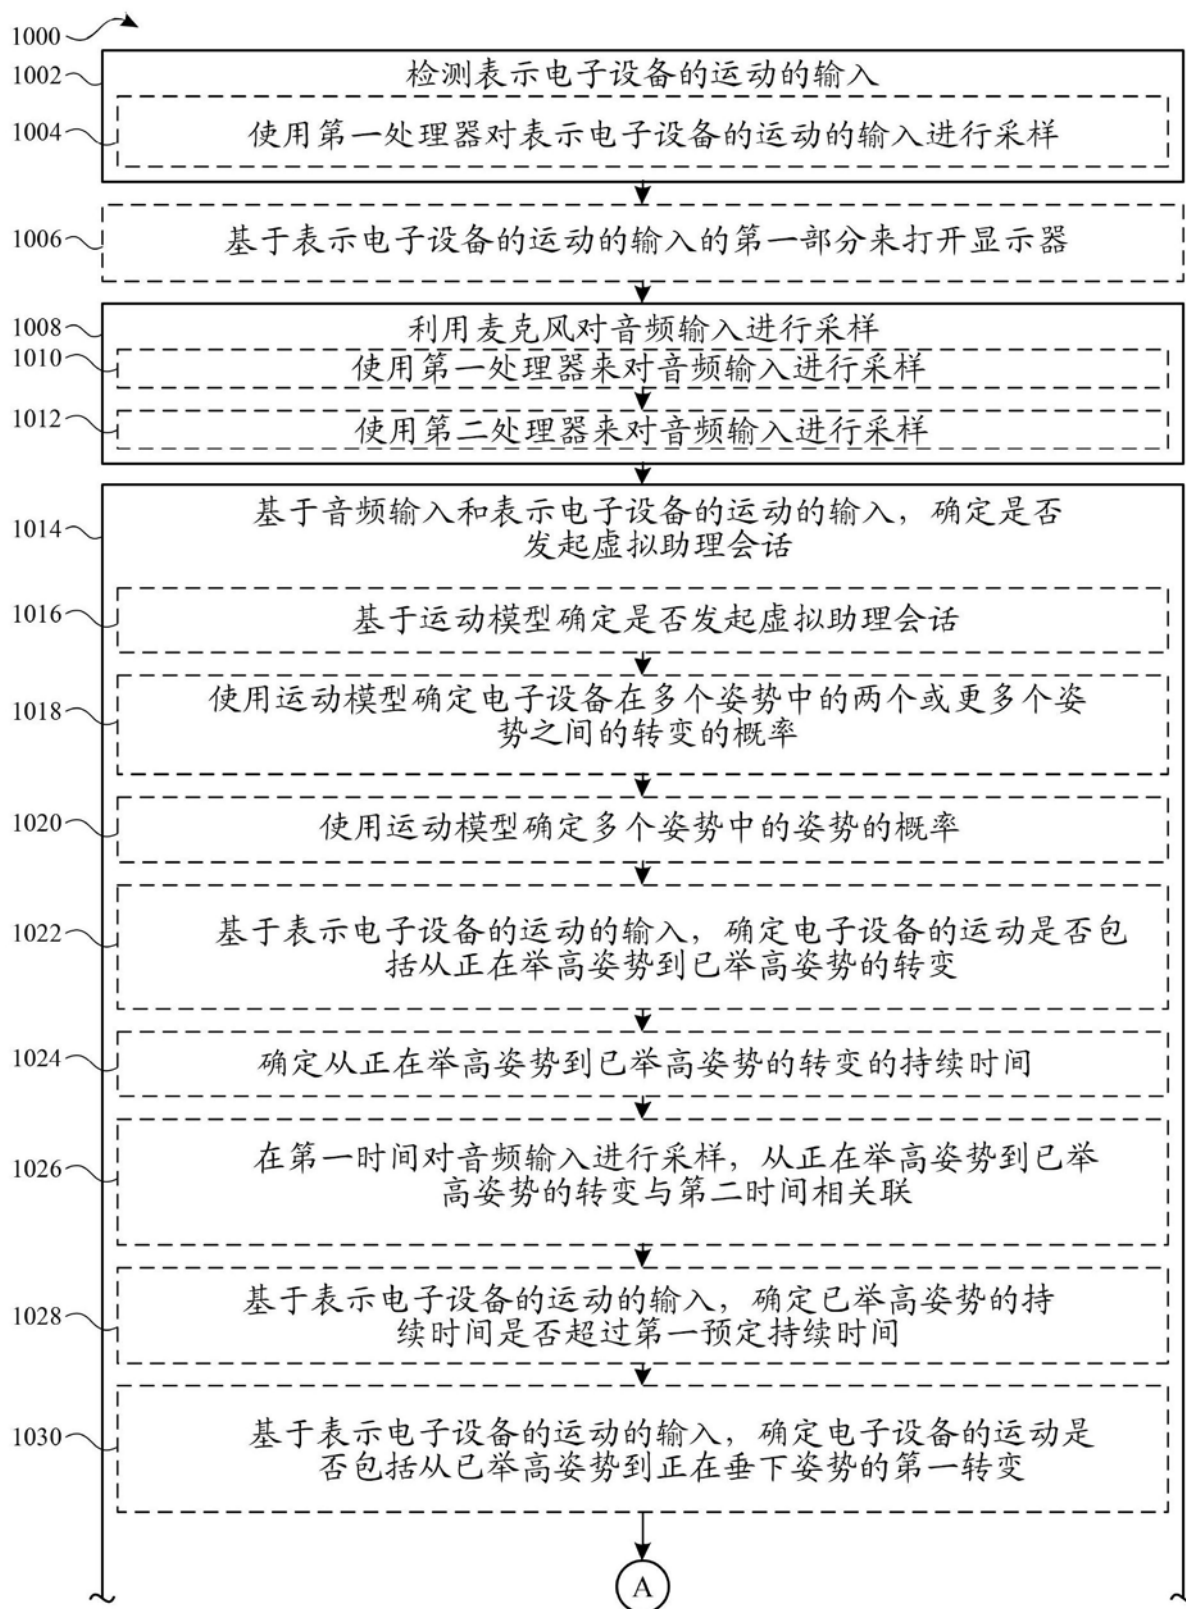 1000
1002
检测表示电子设备的运动的输入
1004
使用第一处理器对表示电子设备的运动的输入进行采样
1006
基于表示电子设备的运动的输入的第一部分来打开显示器
1008
利用麦克风对音频输入进行采样
1010
使用第一处理器来对音频输入进行采样
1012
使用第二处理器来对音频输入进行采样
1014
基于音频输入和表示电子设备的运动的输入，确定是否
发起虚拟助理会话
1016
基于运动模型确定是否发起虚拟助理会话
1018
使用运动模型确定电子设备在多个姿势中的两个或更多个姿
势之间的转变的概率
1020
使用运动模型确定多个姿势中的姿势的概率
1022
基于表示电子设备的运动的输入，确定电子设备的运动是否包
括从正在举高姿势到已举高姿势的转变
1024
确定从正在举高姿势到已举高姿势的转变的持续时间
1026
在第一时间对音频输入进行采样，从正在举高姿势到已举
高姿势的转变与第二时间相关联
1028
基于表示电子设备的运动的输入，确定已举高姿势的持
续时间是否超过第一预定持续时间
1030
基于表示电子设备的运动的输入，确定电子设备的运动是
否包括从已举高姿势到正在垂下姿势的第一转变
A